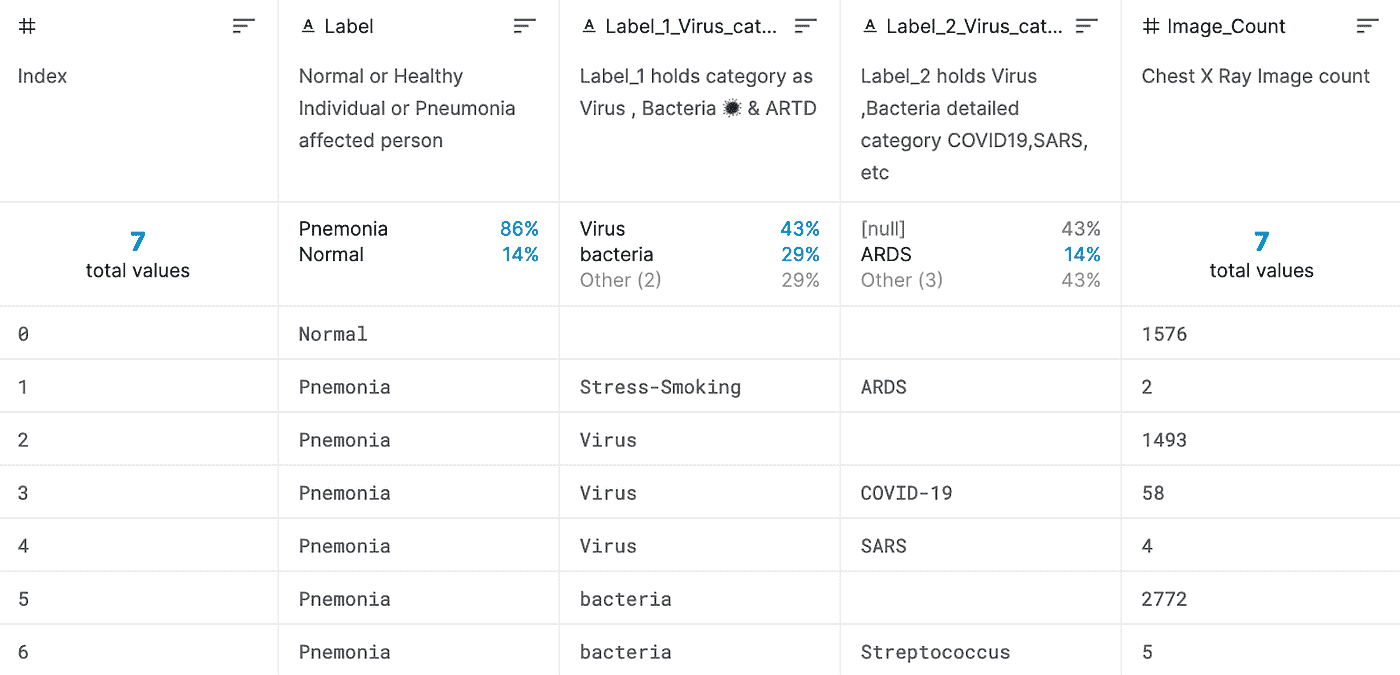 # Label Label_1_Virus_cat... Label_2_Virus_cat... # Image_Count
Index
Normal or Healthy
Individual or Pneumonia
affected person
Label_1 holds category as
Virus , Bacteria & ARTD
Label_2 holds Virus
,Bacteria detailed
category COVID19,SARS,
etc
Chest X Ray Image count
7
total values
Pnemonia 86%
Normal 14%
Virus 43%
bacteria 29%
Other (2) 29%
[null] 43%
ARDS 14%
Other (3) 43%
7
total values
0 Normal 1576
1 Pnemonia Stress-Smoking ARDS 2
2 Pnemonia Virus 1493
3 Pnemonia Virus COVID-19 58
4 Pnemonia Virus SARS 4
5 Pnemonia bacteria 2772
6 Pnemonia bacteria Streptococcus 5